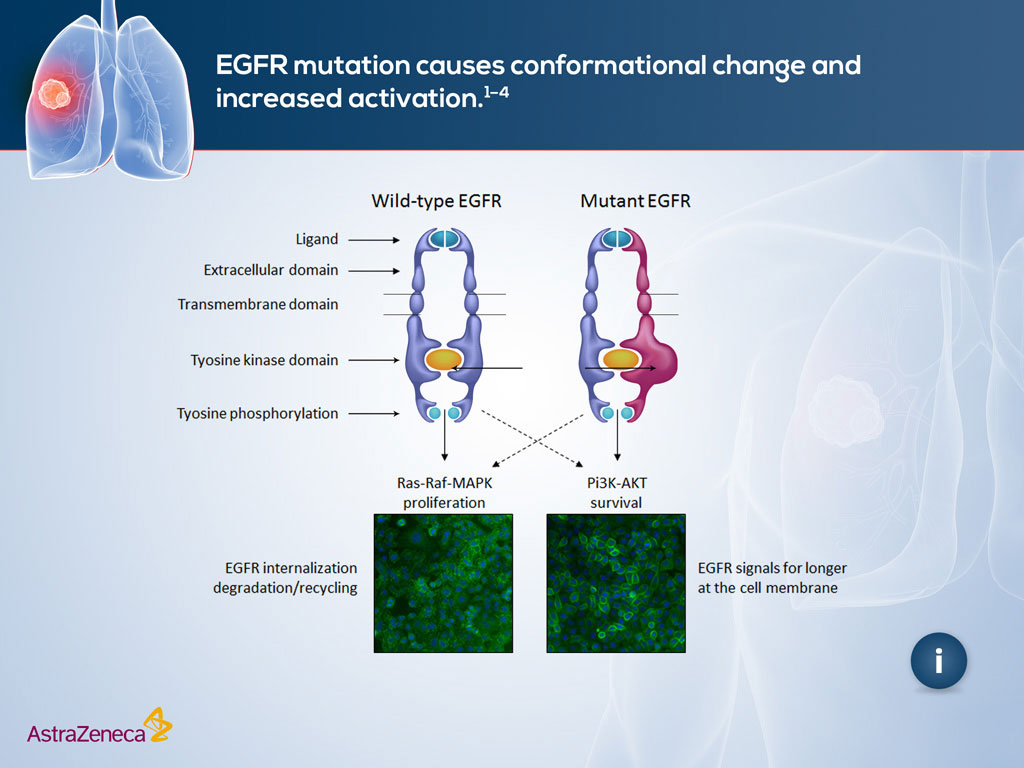 EGFR mutation causes conformational change and
increased activation.1–4
Wild-type EGFR
Mutant EGFR
Ligand
Extracellular domain
Transmembrane domain
Tyosine kinase domain
Tyosine phosphorylation
Ras-Raf-MAPK
proliferation
Pi3K-AKT
survival
EGFR internalization
degradation/recycling
EGFR signals for longer
at the cell membrane
i
AstraZeneca